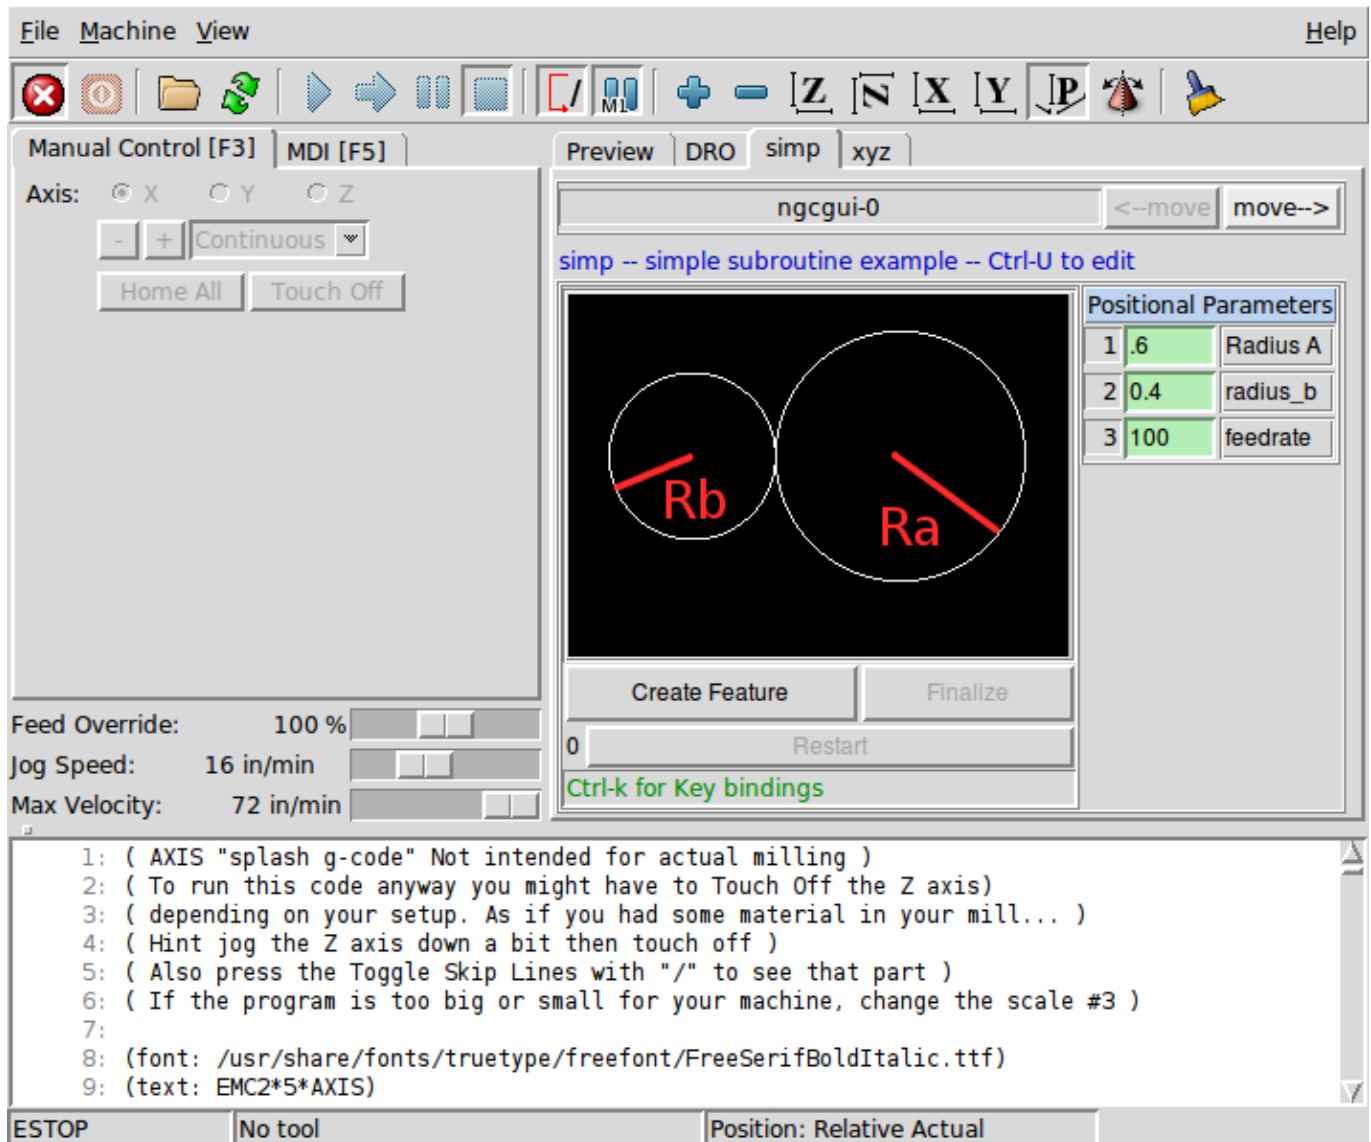 File Machine View Help
M1 Z N X Y P
Manual Control [F3] MDI [F5]
Axis: X Y Z
- + Continuous
Home All Touch Off
Feed Override: 100 %
Jog Speed: 16 in/min
Max Velocity: 72 in/min
Preview DRO simp xyz
ngcgui-0 <--move move-->
simp -- simple subroutine example -- Ctrl-U to edit
Rb Ra
Positional Parameters
1 .6 Radius A
2 0.4 radius_b
3 100 feedrate
Create Feature Finalize
0 Restart
Ctrl-k for Key bindings
1: ( AXIS "splash g-code" Not intended for actual milling )
2: ( To run this code anyway you might have to Touch Off the Z axis)
3: ( depending on your setup. As if you had some material in your mill... )
4: ( Hint jog the Z axis down a bit then touch off )
5: ( Also press the Toggle Skip Lines with "/" to see that part )
6: ( If the program is too big or small for your machine, change the scale #3 )
7:
8: (font: /usr/share/fonts/truetype/freefont/FreeSerifBoldItalic.ttf)
9: (text: EMC2*5*AXIS)
ESTOP No tool Position: Relative Actual